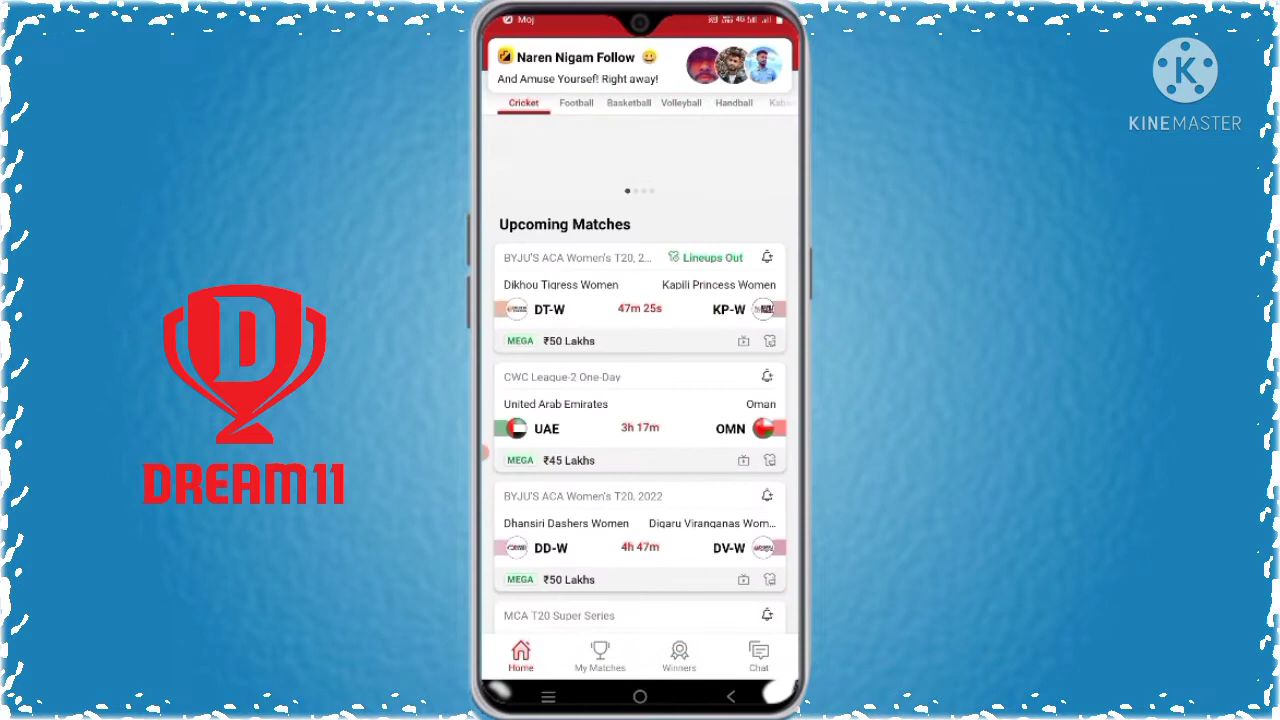 Moj
Naren Nigam Follow 😀
And Amuse Yoursef! Right away!
Cricket Football Basketball Volleyball Handball
Upcoming Matches
BYJU'S ACA Women's T20, 2... Lineups Out
Dikhou Tigress Women Kapili Princess Women
DT-W 47m 25s KP-W
MEGA ₹50 Lakhs
CWC League-2 One-Day
United Arab Emirates Oman
UAE 3h 17m OMN
MEGA ₹45 Lakhs
BYJU'S ACA Women's T20, 2022
Dhansiri Dashers Women Digaru Viranganas Wom...
DD-W 4h 47m DV-W
MEGA ₹50 Lakhs
MCA T20 Super Series
Home My Matches Winners Chat
D
DREAM11
K
KINEMASTER